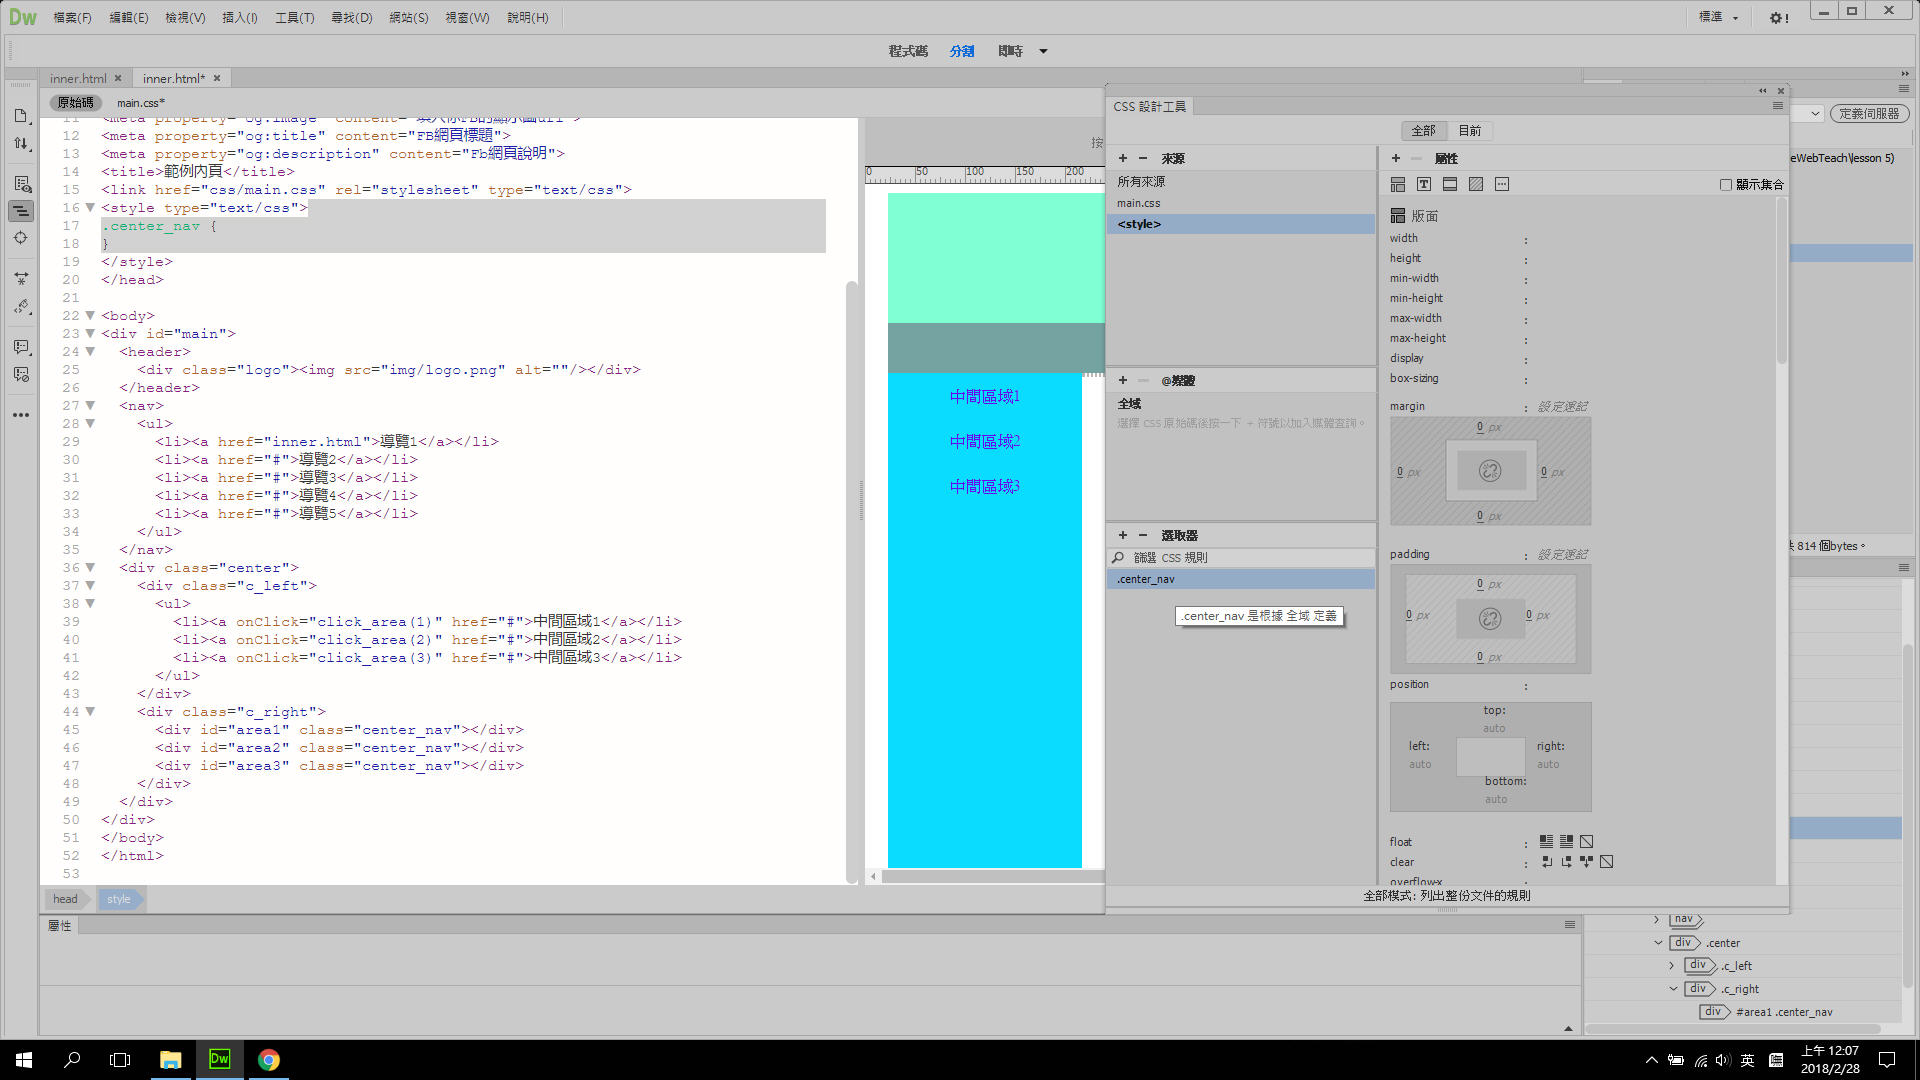 Dw 檔案(F) 編輯(E) 檢視(V) 插入(I) 工具(T) 尋找(D) 網站(S) 視窗(W) 說明(H) 標準
程式碼 分割 即時
inner.html inner.html*
原始碼 main.css*
12 <meta property="og:title" content="FB網頁標題">
13 <meta property="og:description" content="Fb網頁說明">
14 <title>範例內頁</title>
15 <link href="css/main.css" rel="stylesheet" type="text/css">
16 <style type="text/css">
17 .center_nav {
18 }
19 </style>
20 </head>
21
22 <body>
23 <div id="main">
24 <header>
25 <div class="logo"><img src="img/logo.png" alt=""/></div>
26 </header>
27 <nav>
28 <ul>
29 <li><a href="inner.html">導覽1</a></li>
30 <li><a href="#">導覽2</a></li>
31 <li><a href="#">導覽3</a></li>
32 <li><a href="#">導覽4</a></li>
33 <li><a href="#">導覽5</a></li>
34 </ul>
35 </nav>
36 <div class="center">
37 <div class="c_left">
38 <ul>
39 <li><a onClick="click_area(1)" href="#">中間區域1</a></li>
40 <li><a onClick="click_area(2)" href="#">中間區域2</a></li>
41 <li><a onClick="click_area(3)" href="#">中間區域3</a></li>
42 </ul>
43 </div>
44 <div class="c_right">
45 <div id="area1" class="center_nav"></div>
46 <div id="area2" class="center_nav"></div>
47 <div id="area3" class="center_nav"></div>
48 </div>
49 </div>
50 </div>
51 </body>
52 </html>
53
head style
屬性
按
0 50 100 150 200
中間區域1
中間區域2
中間區域3
CSS 設計工具
全部 目前
+ − 來源
所有來源
main.css
<style>
+ − @媒體
全域
選擇 CSS 原始碼後按一下 + 符號以加入媒體查詢。
+ − 選取器
篩選 CSS 規則
.center_nav
.center_nav 是根據 全域 定義
+ − 屬性
顯示集合
版面
width :
height :
min-width :
min-height :
max-width :
max-height :
display :
box-sizing :
margin : 設定速記
0 px
0 px 0 px
0 px
padding : 設定速記
0 px
0 px 0 px
0 px
position :
top:
auto
left: right:
auto auto
bottom:
auto
float :
clear :
overflow-x
全部模式: 列出整份文件的規則
定義伺服器
eWebTeach\lesson 5)
814 個bytes。
nav
div .center
div .c_left
div .c_right
div #area1 .center_nav
Dw
英
上午 12:07
2018/2/28